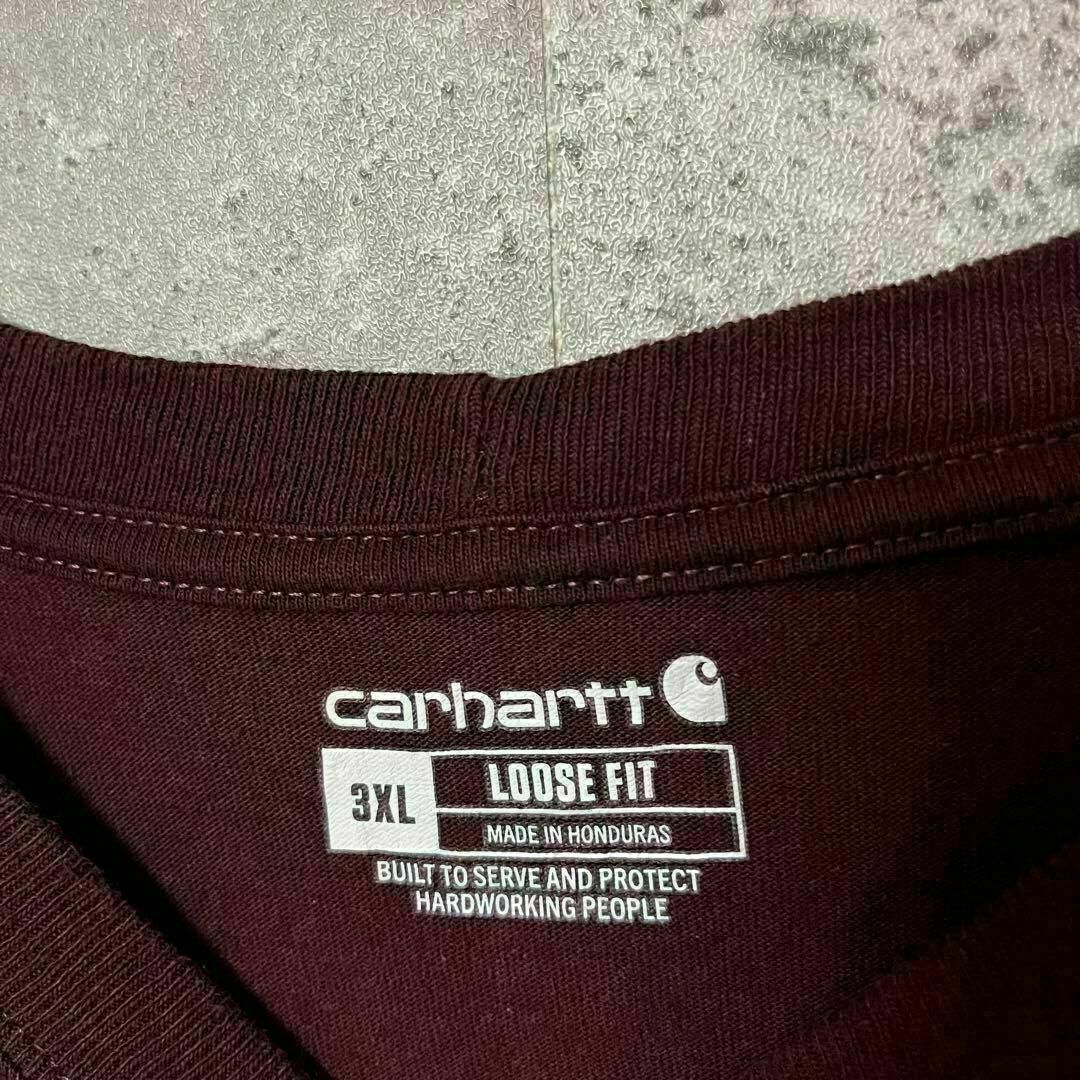 carhartt
3XL
LOOSE FIT
MADE IN HONDURAS
BUILT TO SERVE AND PROTECT
HARDWORKING PEOPLE